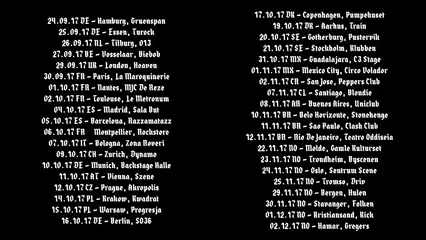 24.09.17 DE - Hamburg, Gruenspan
25.09.17 DE - Essen, Turock
26.09.17 NL - Tilburg, 013
27.09.17 BE - Vosselaar, Biebob
29.09.17 UK - London, Heaven
30.09.17 FR - Paris, La Maroquinerie
01.10.17 FR - Nantes, MJC De Reze
02.10.17 FR - Toulouse, Le Metronum
04.10.17 ES - Madrid, Sala But
05.10.17 ES - Barcelona, Razzamatazz
06.10.17 FR Montpellier, Rockstore
07.10.17 IT - Bologna, Zona Roveri
09.10.17 CH - Zurich, Dynamo
10.10.17 DE - Munich, Backstage Halle
11.10.17 AT - Vienna, Szene
12.10.17 CZ - Prague, Akropolis
14.10.17 PL - Krakow, Kwadrat
15.10.17 PL - Warsaw, Progresja
16.10.17 DE - Berlin, SO36
17.10.17 DK - Copenhagen, Pumpehuset
19.10.17 DK - Aarhus, Train
20.10.17 SE - Gotherburg, Pustervik
21.10.17 SE - Stockholm, Klubben
31.10.17 MX - Guadalajara, C3 Stage
01.11.17 MX - Mexico City, Circo Volador
02.11.17 CR - San Jose, Peppers Club
07.11.17 CL - Santiago, Blondie
08.11.17 AR - Buenos Aires, Uniclub
10.11.17 BR - Belo Horizonte, Stonehenge
11.11.17 BR - Sao Paulo, Clash Club
12.11.17 BR - Rio De Janeiro, Teatro Odisseia
22.11.17 NO - Molde, Gamle Kulturset
23.11.17 NO - Trondheim, Byscenen
24.11.17 NO - Oslo, Sentrum Scene
25.11.17 NO - Tromso, Driv
29.11.17 NO - Bergen, Hulen
30.11.17 NO - Stavanger, Folken
01.12.17 NO - Kristiansand, Kick
02.12.17 NO - Hamar, Gregers